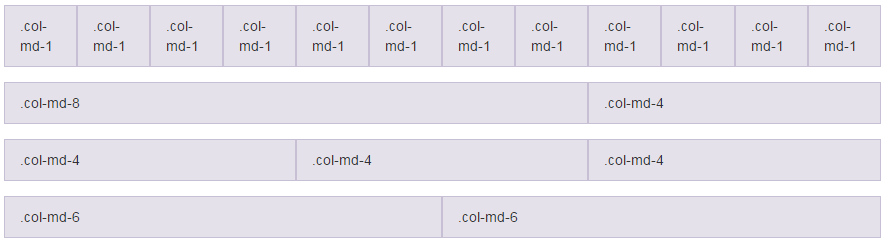 .col- .col- .col- .col- .col- .col- .col- .col- .col- .col- .col- .col-
md-1 md-1 md-1 md-1 md-1 md-1 md-1 md-1 md-1 md-1 md-1 md-1
.col-md-8 .col-md-4
.col-md-4 .col-md-4 .col-md-4
.col-md-6 .col-md-6